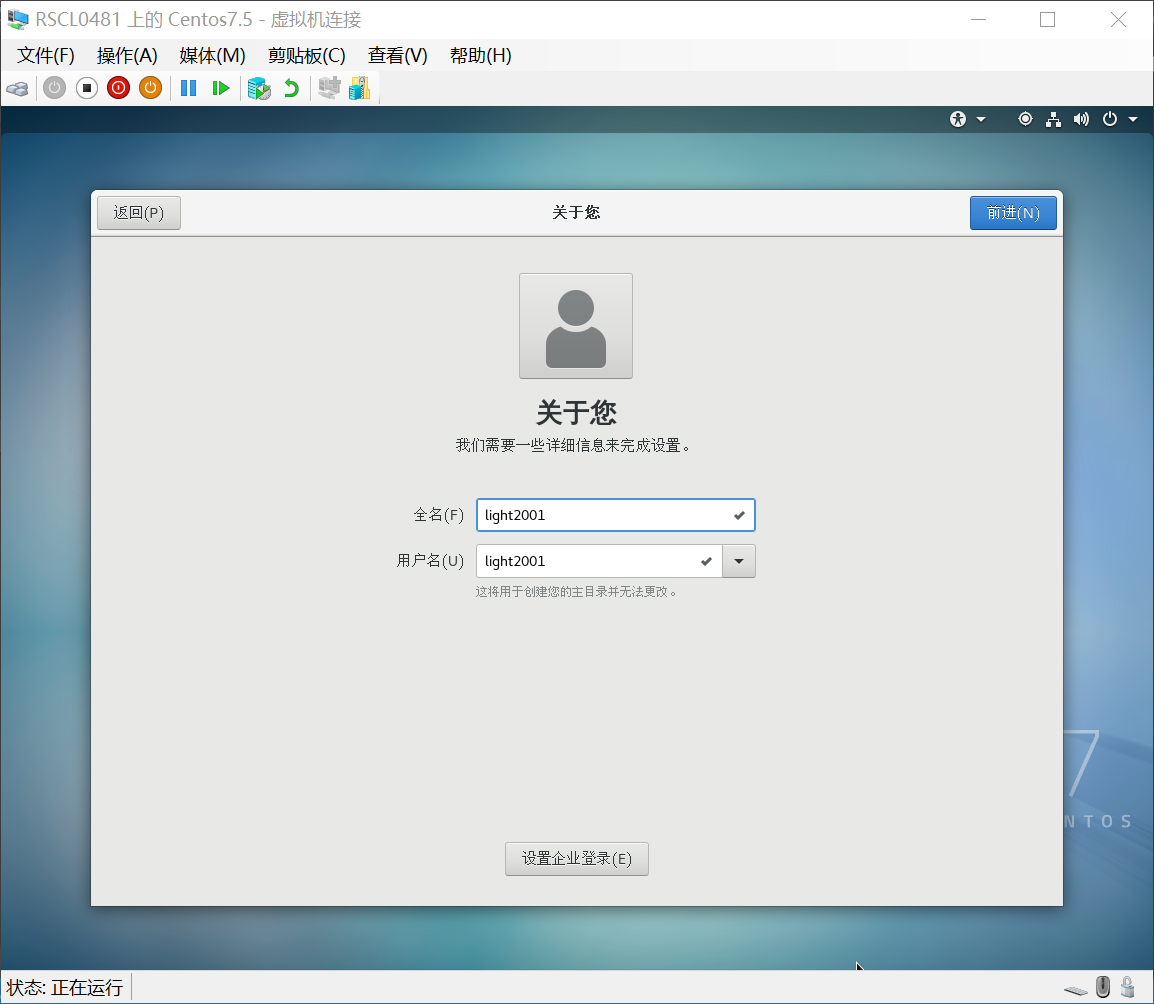 RSCL0481 上的 Centos7.5 - 虚拟机连接
文件(F) 操作(A) 媒体(M) 剪贴板(C) 查看(V) 帮助(H)
返回(P) 关于您 前进(N)
关于您
我们需要一些详细信息来完成设置。
全名(F) light2001
用户名(U) light2001
这将用于创建您的主目录并无法更改。
7
NTOS
设置企业登录(E)
状态: 正在运行